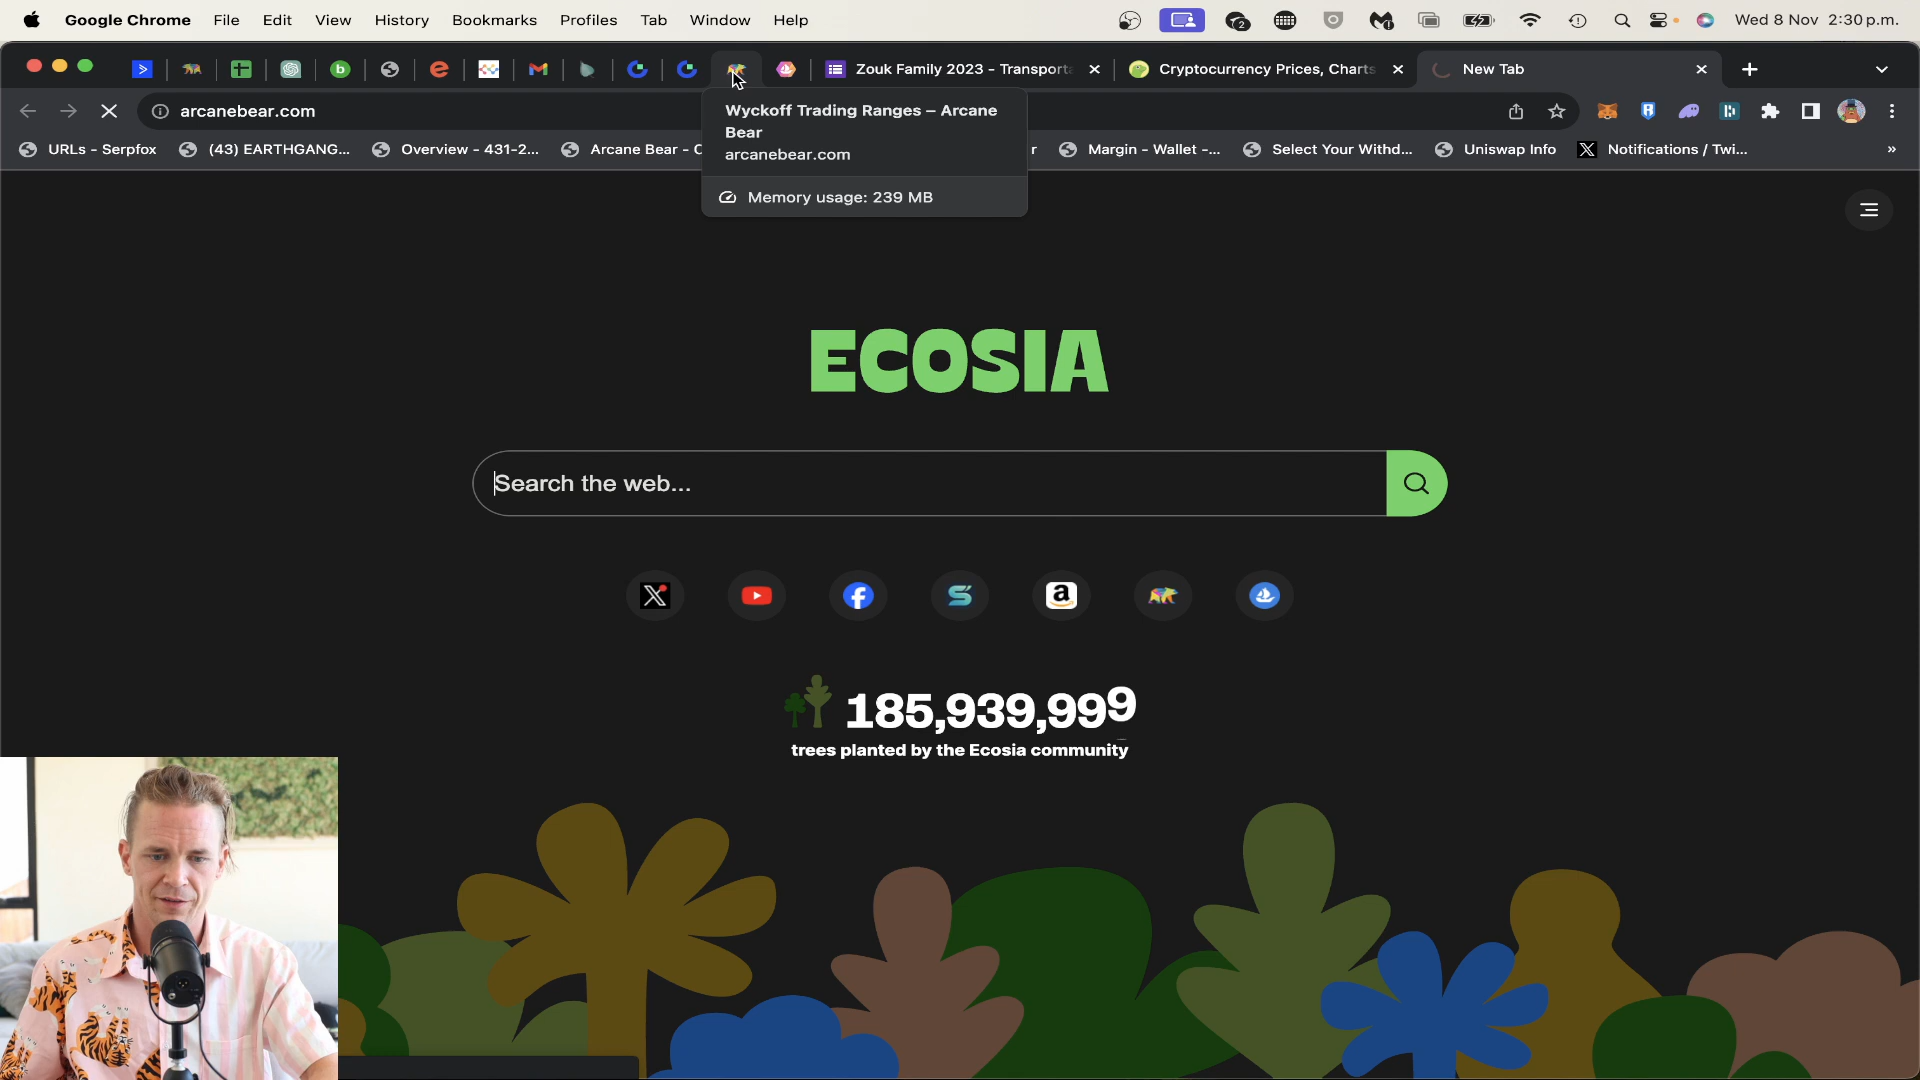 Google Chrome File Edit View History Bookmarks Profiles Tab Window Help 2 Wed 8 Nov 2:30 p.m.
Zouk Family 2023 - Transporta Cryptocurrency Prices, Charts New Tab
arcanebear.com
Wyckoff Trading Ranges – Arcane
Bear
arcanebear.com
Memory usage: 239 MB
URLs - Serpfox (43) EARTHGANG... Overview - 431-2... Arcane Bear - C r Margin - Wallet -... Select Your Withd... Uniswap Info Notifications / Twi... »
ECOSIA
Search the web...
185,939,999
trees planted by the Ecosia community